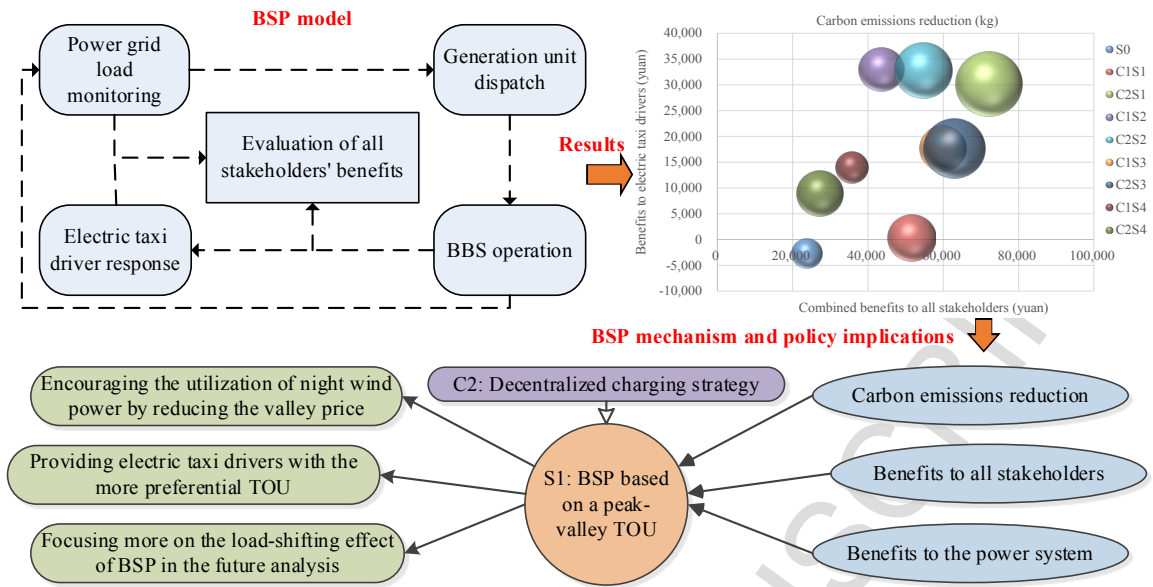 BSP model
Power grid
load
monitoring
Generation unit
dispatch
Evaluation of all
stakeholders' benefits
Electric taxi
driver response
BBS operation
Results
Carbon emissions reduction (kg)
Benefits to electric taxi drivers (yuan)
40,000
35,000
30,000
25,000
20,000
15,000
10,000
5,000
0
-5,000
-10,000
0
20,000
40,000
60,000
80,000
100,000
Combined benefits to all stakeholders (yuan)
S0
C1S1
C2S1
C1S2
C2S2
C1S3
C2S3
C1S4
C2S4
BSP mechanism and policy implications
Encouraging the utilization of night wind
power by reducing the valley price
Providing electric taxi drivers with the
more preferential TOU
Focusing more on the load-shifting effect
of BSP in the future analysis
C2: Decentralized charging strategy
S1: BSP based
on a peak-
valley TOU
Carbon emissions reduction
Benefits to all stakeholders
Benefits to the power system